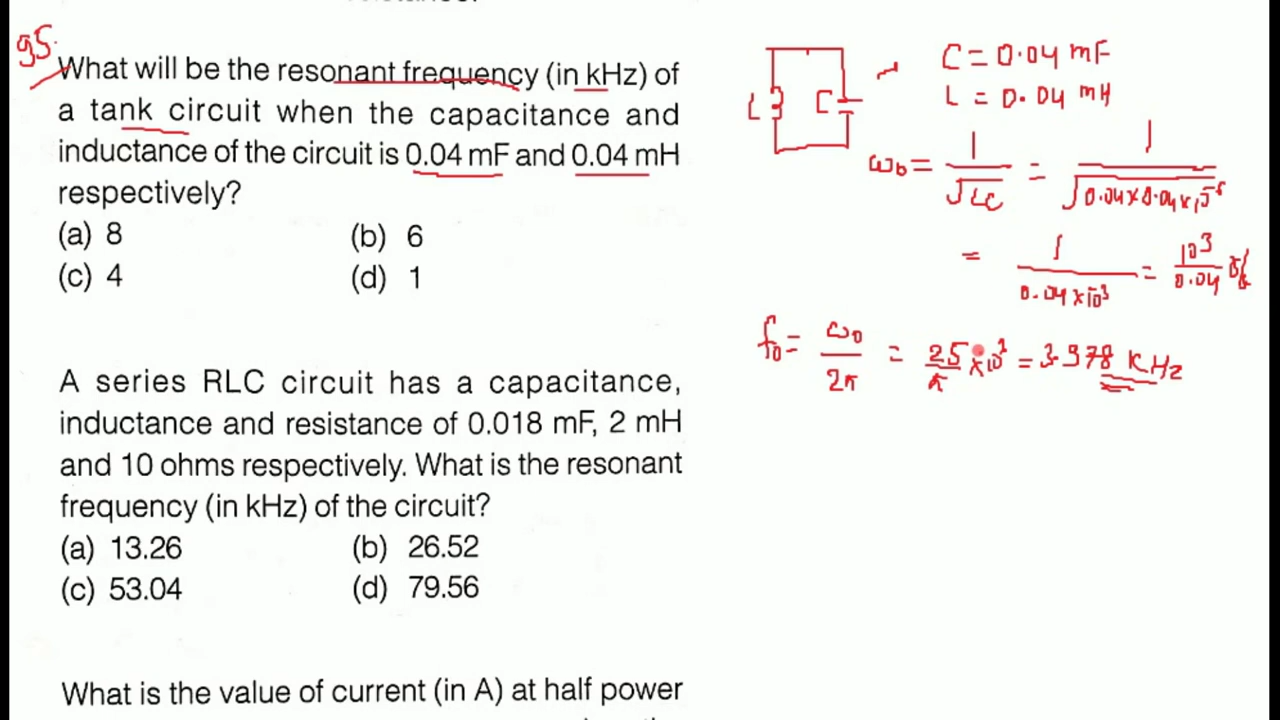 95.
What will be the resonant frequency (in kHz) of
a tank circuit when the capacitance and
inductance of the circuit is 0.04 mF and 0.04 mH
respectively?
(a) 8 (b) 6
(c) 4 (d) 1
A series RLC circuit has a capacitance,
inductance and resistance of 0.018 mF, 2 mH
and 10 ohms respectively. What is the resonant
frequency (in kHz) of the circuit?
(a) 13.26 (b) 26.52
(c) 53.04 (d) 79.56
What is the value of current (in A) at half power
L C
C = 0.04 mF
L = 0.04 mH
ω₀ = 1/√LC = 1/√0.04×0.04×10⁻⁶
= 1/0.04×10⁻³ = 10³/0.04
f₀ = ω₀/2π = 25/π ×10³ = 3.978 KHz